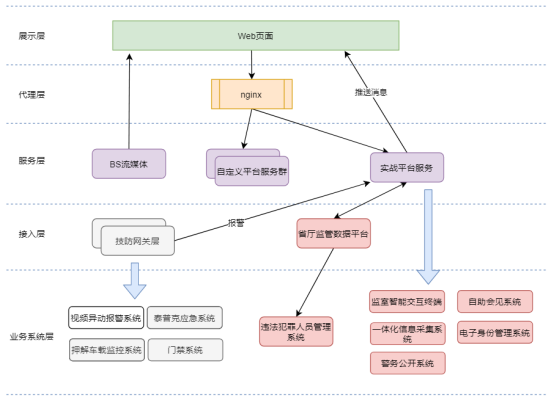 展示层
Web页面
代理层
nginx
推送消息
服务层
BS流媒体
自定义平台服务群
实战平台服务
接入层
技防网关层
报警
省厅监管数据平台
业务系统层
视频异动报警系统
泰普克应急系统
押解车载监控系统
门禁系统
违法犯罪人员管理
系统
监室智能交互终端
自助会见系统
一体化信息采集系
统
电子身份管理系统
警务公开系统